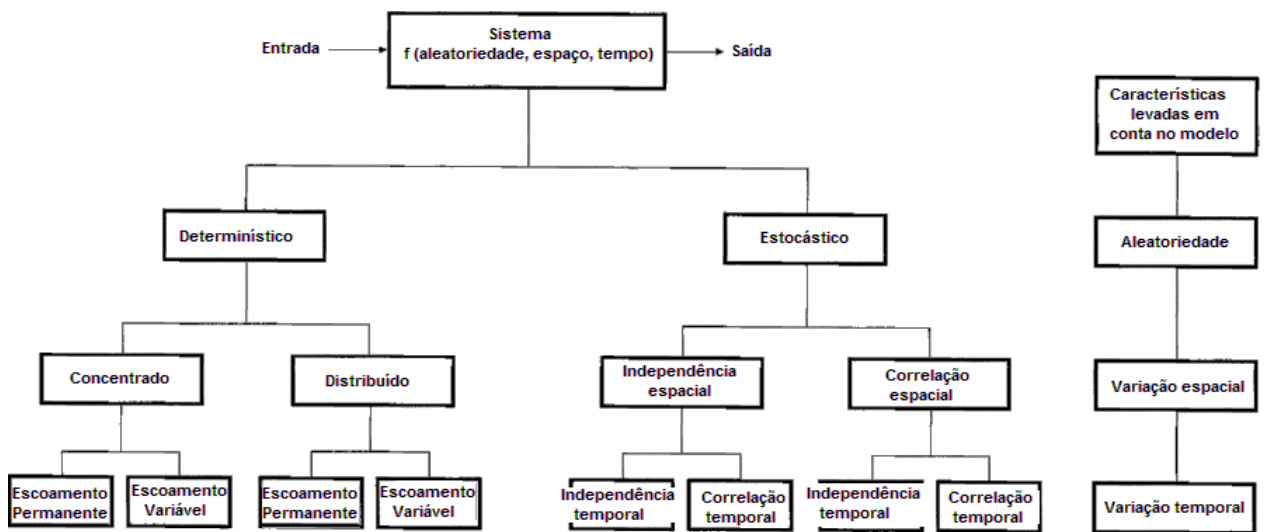 Sistema
f (aleatoriedade, espaço, tempo)
Entrada
Saída
Características
levadas em
conta no modelo
Determinístico
Estocástico
Aleatoriedade
Concentrado
Distribuído
Independência
espacial
Correlação
espacial
Variação espacial
Escoamento
Permanente
Escoamento
Variável
Escoamento
Permanente
Escoamento
Variável
Independência
temporal
Correlação
temporal
Independência
temporal
Correlação
temporal
Variação temporal